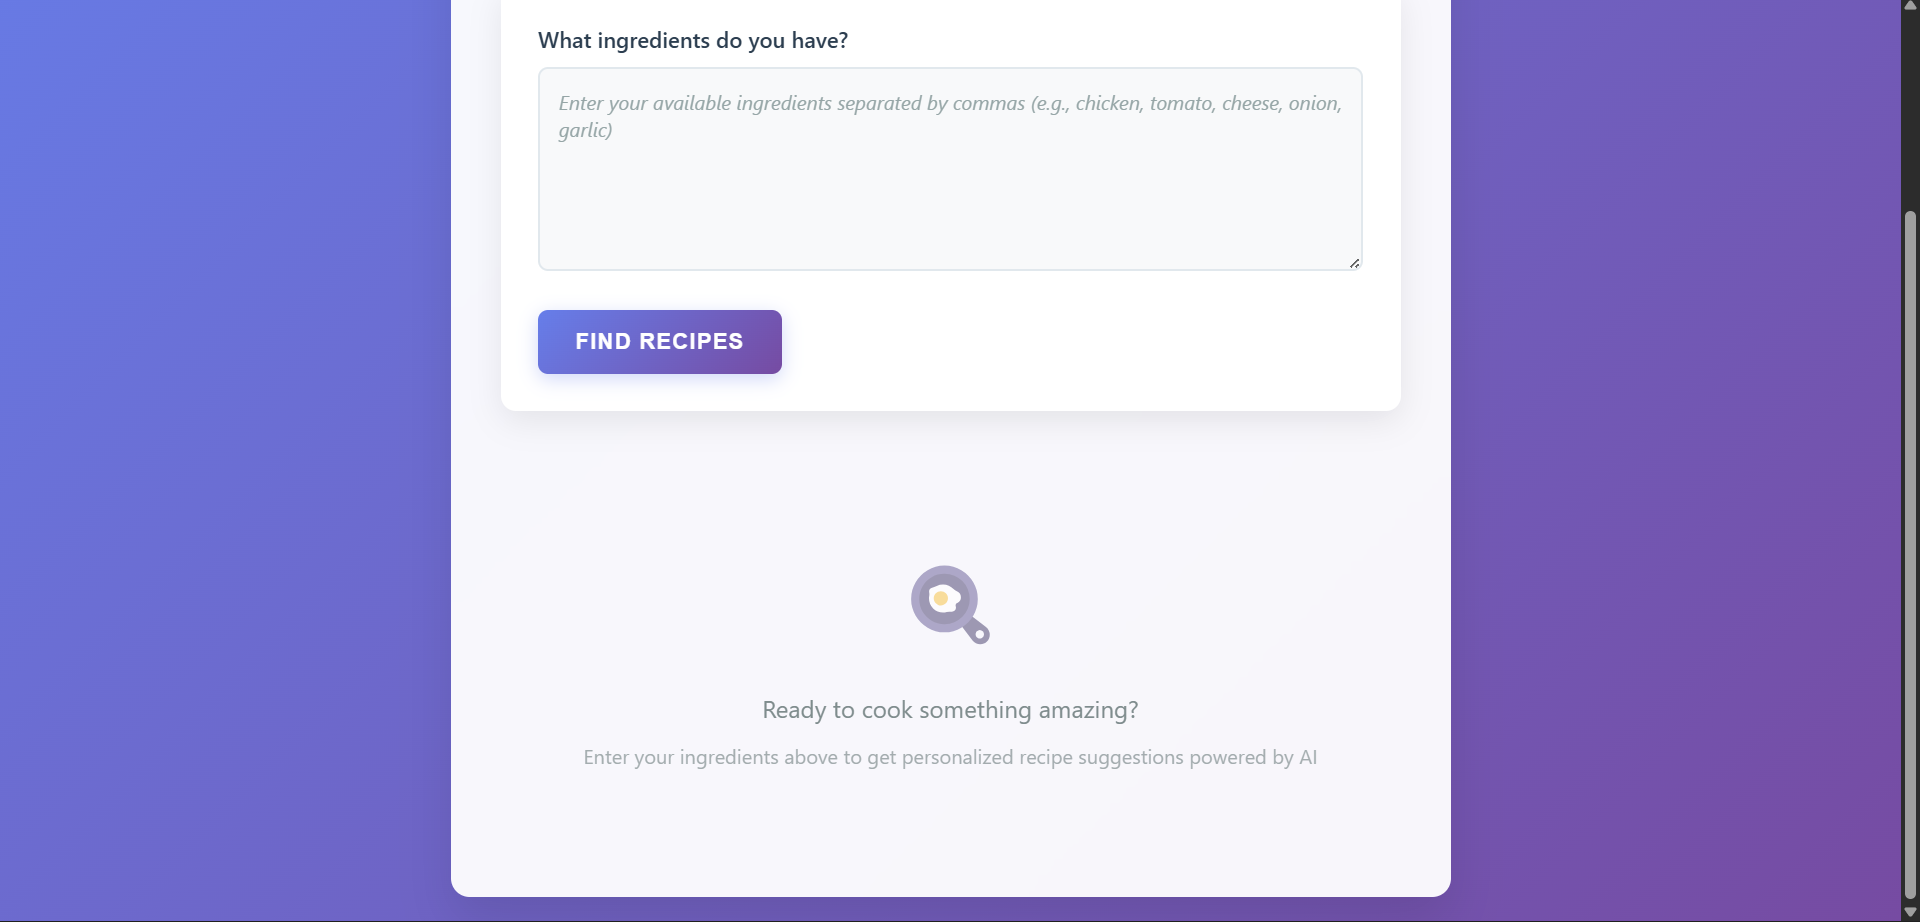 What ingredients do you have?
Enter your available ingredients separated by commas (e.g., chicken, tomato, cheese, onion,
garlic)
FIND RECIPES
Ready to cook something amazing?
Enter your ingredients above to get personalized recipe suggestions powered by AI